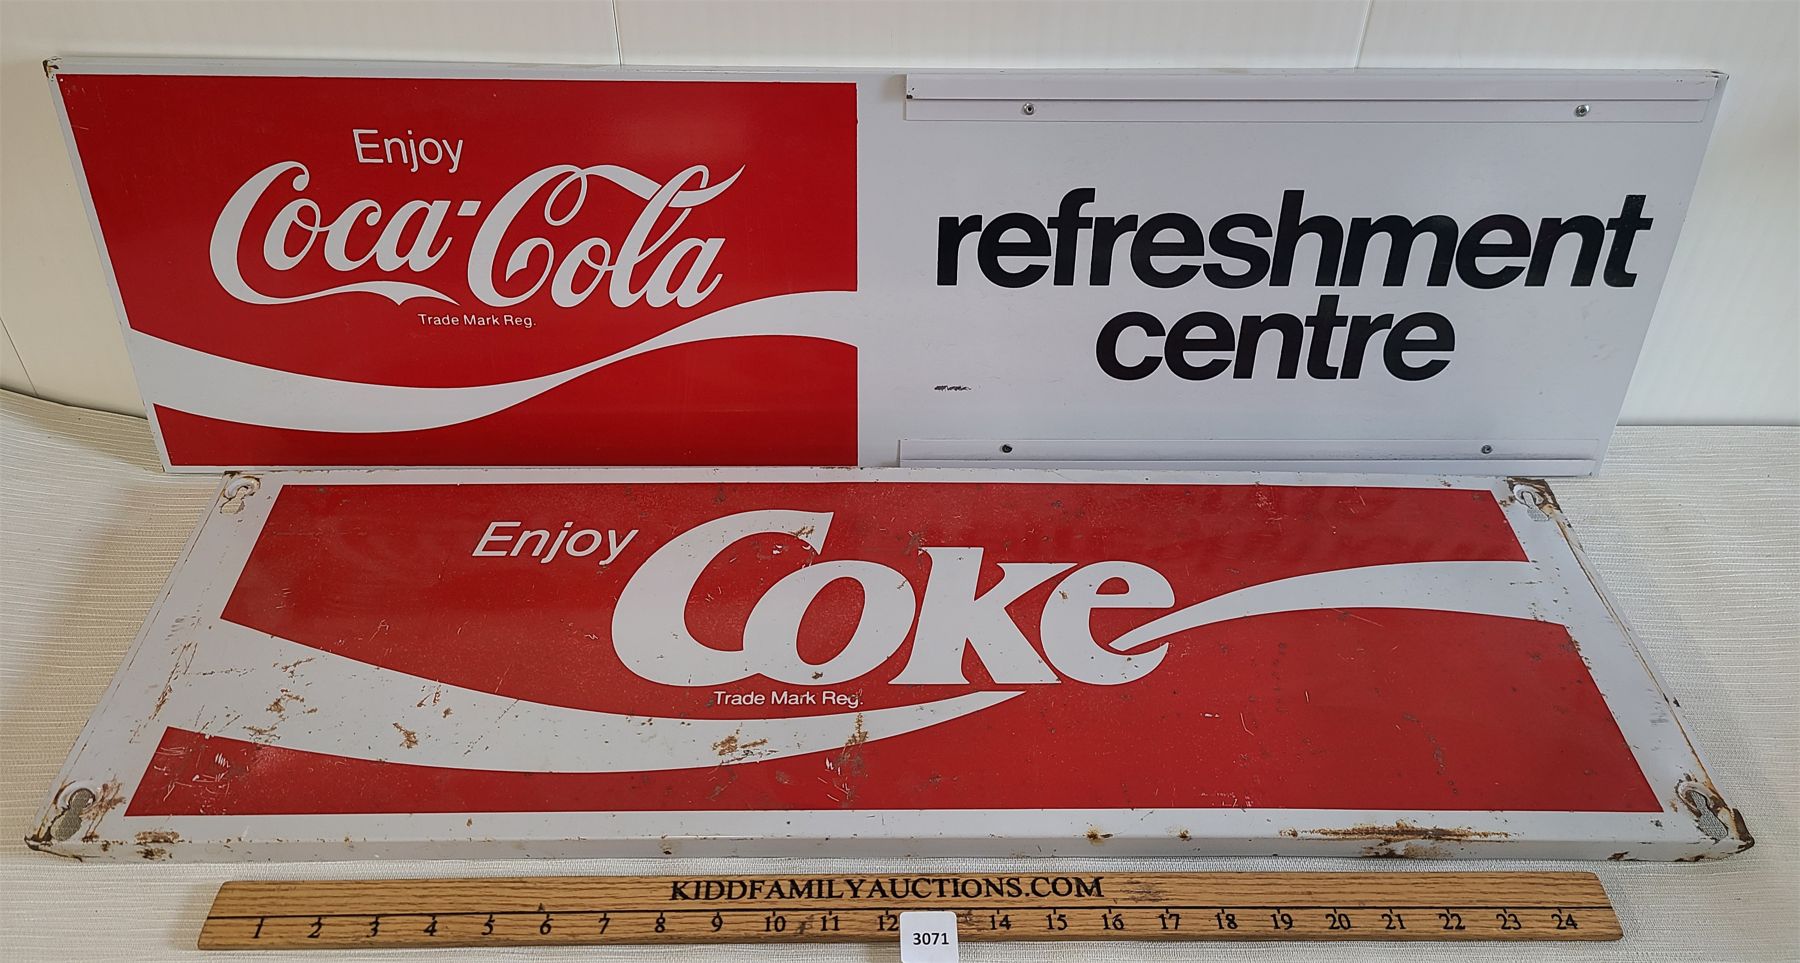 Enjoy
Coca-Cola
Trade Mark Reg.
refreshment
centre
Enjoy
Coke
Trade Mark Reg.
KIDDFAMILYAUCTIONS.COM
1 2 3 4 5 6 7 8 9 10 11 12 14 15 16 17 18 19 20 21 22 23 24
3071